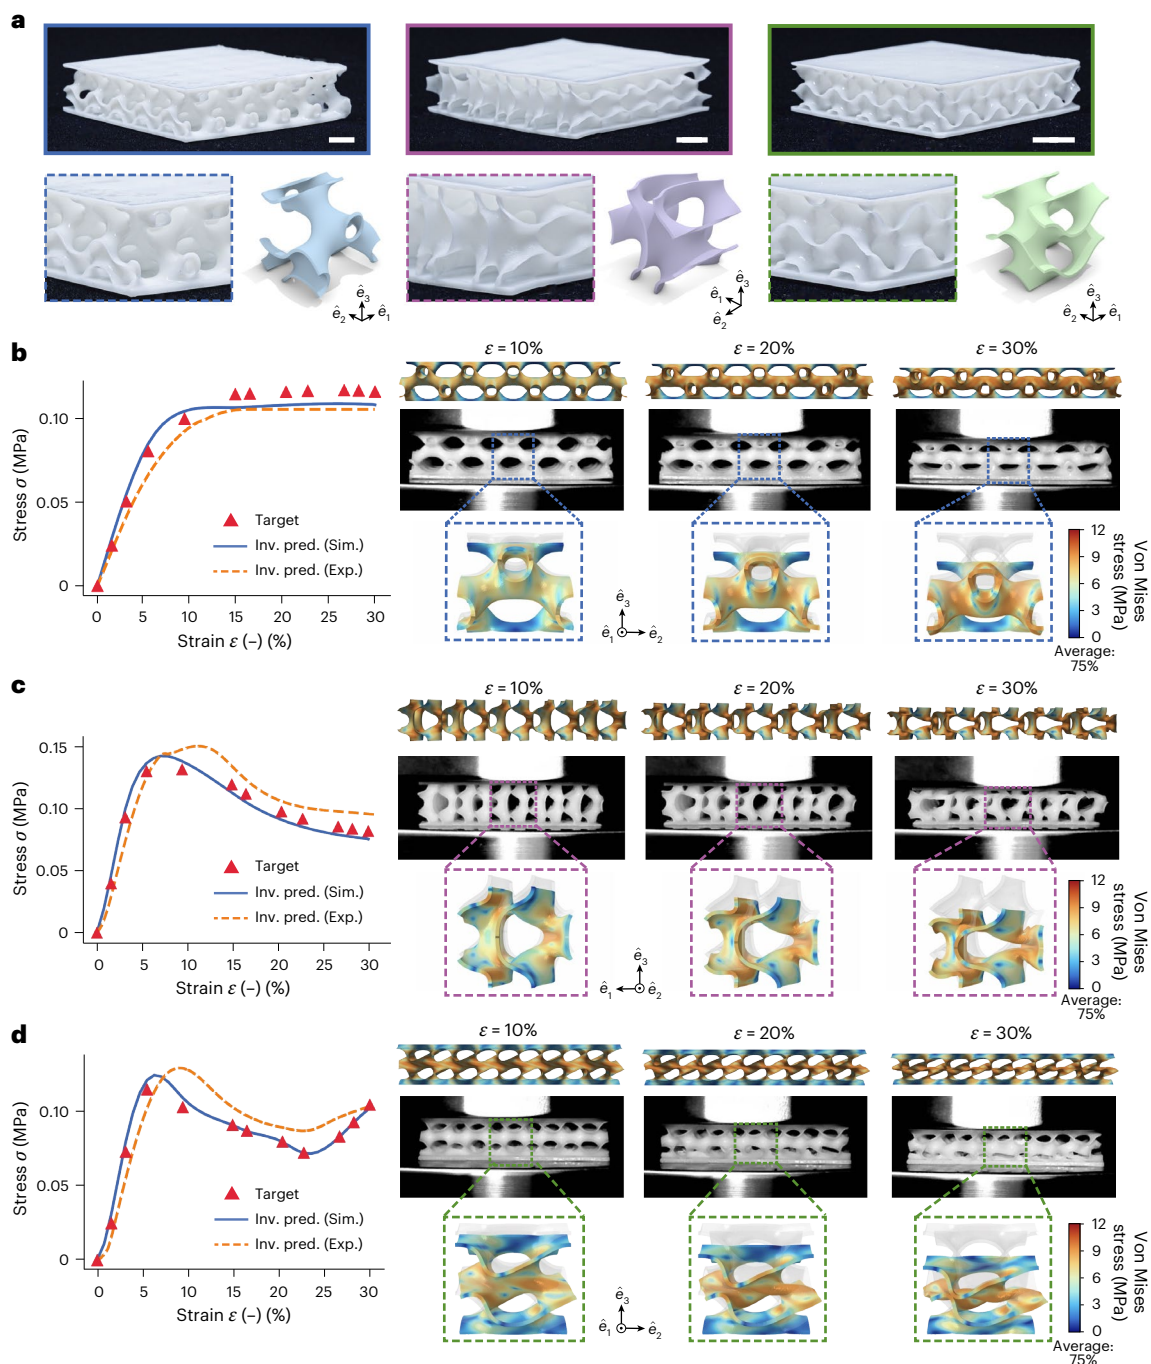 a
ê3
ê2 ê1
ê3
ê1
ê2
ê3
ê2 ê1
b
ε = 10% ε = 20% ε = 30%
Stress σ (MPa)
0.10
0.05
0
Target
Inv. pred. (Sim.)
Inv. pred. (Exp.)
0 5 10 15 20 25 30
Strain ε (–) (%)
ê3
ê1 ê2
12
9
6
3
0
Von Mises
stress (MPa)
Average:
75%
c
ε = 10% ε = 20% ε = 30%
Stress σ (MPa)
0.15
0.10
0.05
0
Target
Inv. pred. (Sim.)
Inv. pred. (Exp.)
0 5 10 15 20 25 30
Strain ε (–) (%)
ê3
ê1 ê2
12
9
6
3
0
Von Mises
stress (MPa)
Average:
75%
d
ε = 10% ε = 20% ε = 30%
Stress σ (MPa)
0.10
0.05
0
Target
Inv. pred. (Sim.)
Inv. pred. (Exp.)
0 5 10 15 20 25 30
Strain ε (–) (%)
ê3
ê1 ê2
12
9
6
3
0
Von Mises
stress (MPa)
Average:
75%